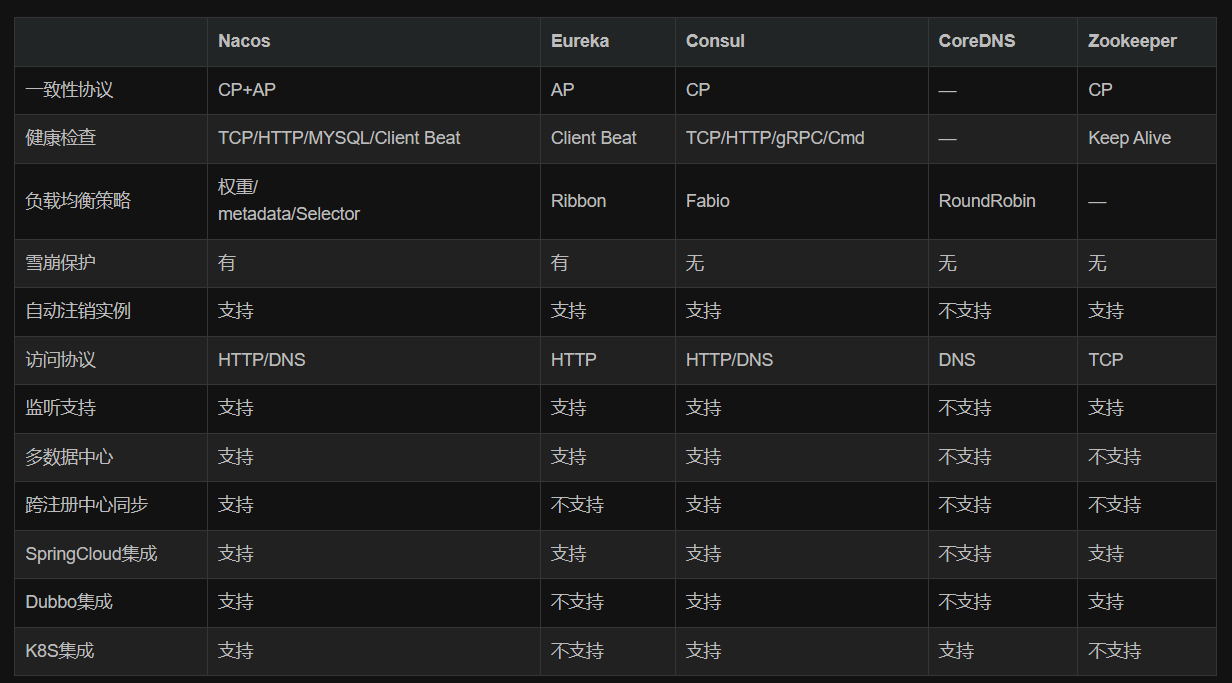 Nacos Eureka Consul CoreDNS Zookeeper
一致性协议 CP+AP AP CP — CP
健康检查 TCP/HTTP/MYSQL/Client Beat Client Beat TCP/HTTP/gRPC/Cmd — Keep Alive
负载均衡策略 权重/
metadata/Selector Ribbon Fabio RoundRobin —
雪崩保护 有 有 无 无 无
自动注销实例 支持 支持 支持 不支持 支持
访问协议 HTTP/DNS HTTP HTTP/DNS DNS TCP
监听支持 支持 支持 支持 不支持 支持
多数据中心 支持 支持 支持 不支持 不支持
跨注册中心同步 支持 不支持 支持 不支持 不支持
SpringCloud集成 支持 支持 支持 不支持 支持
Dubbo集成 支持 不支持 支持 不支持 支持
K8S集成 支持 不支持 支持 支持 不支持